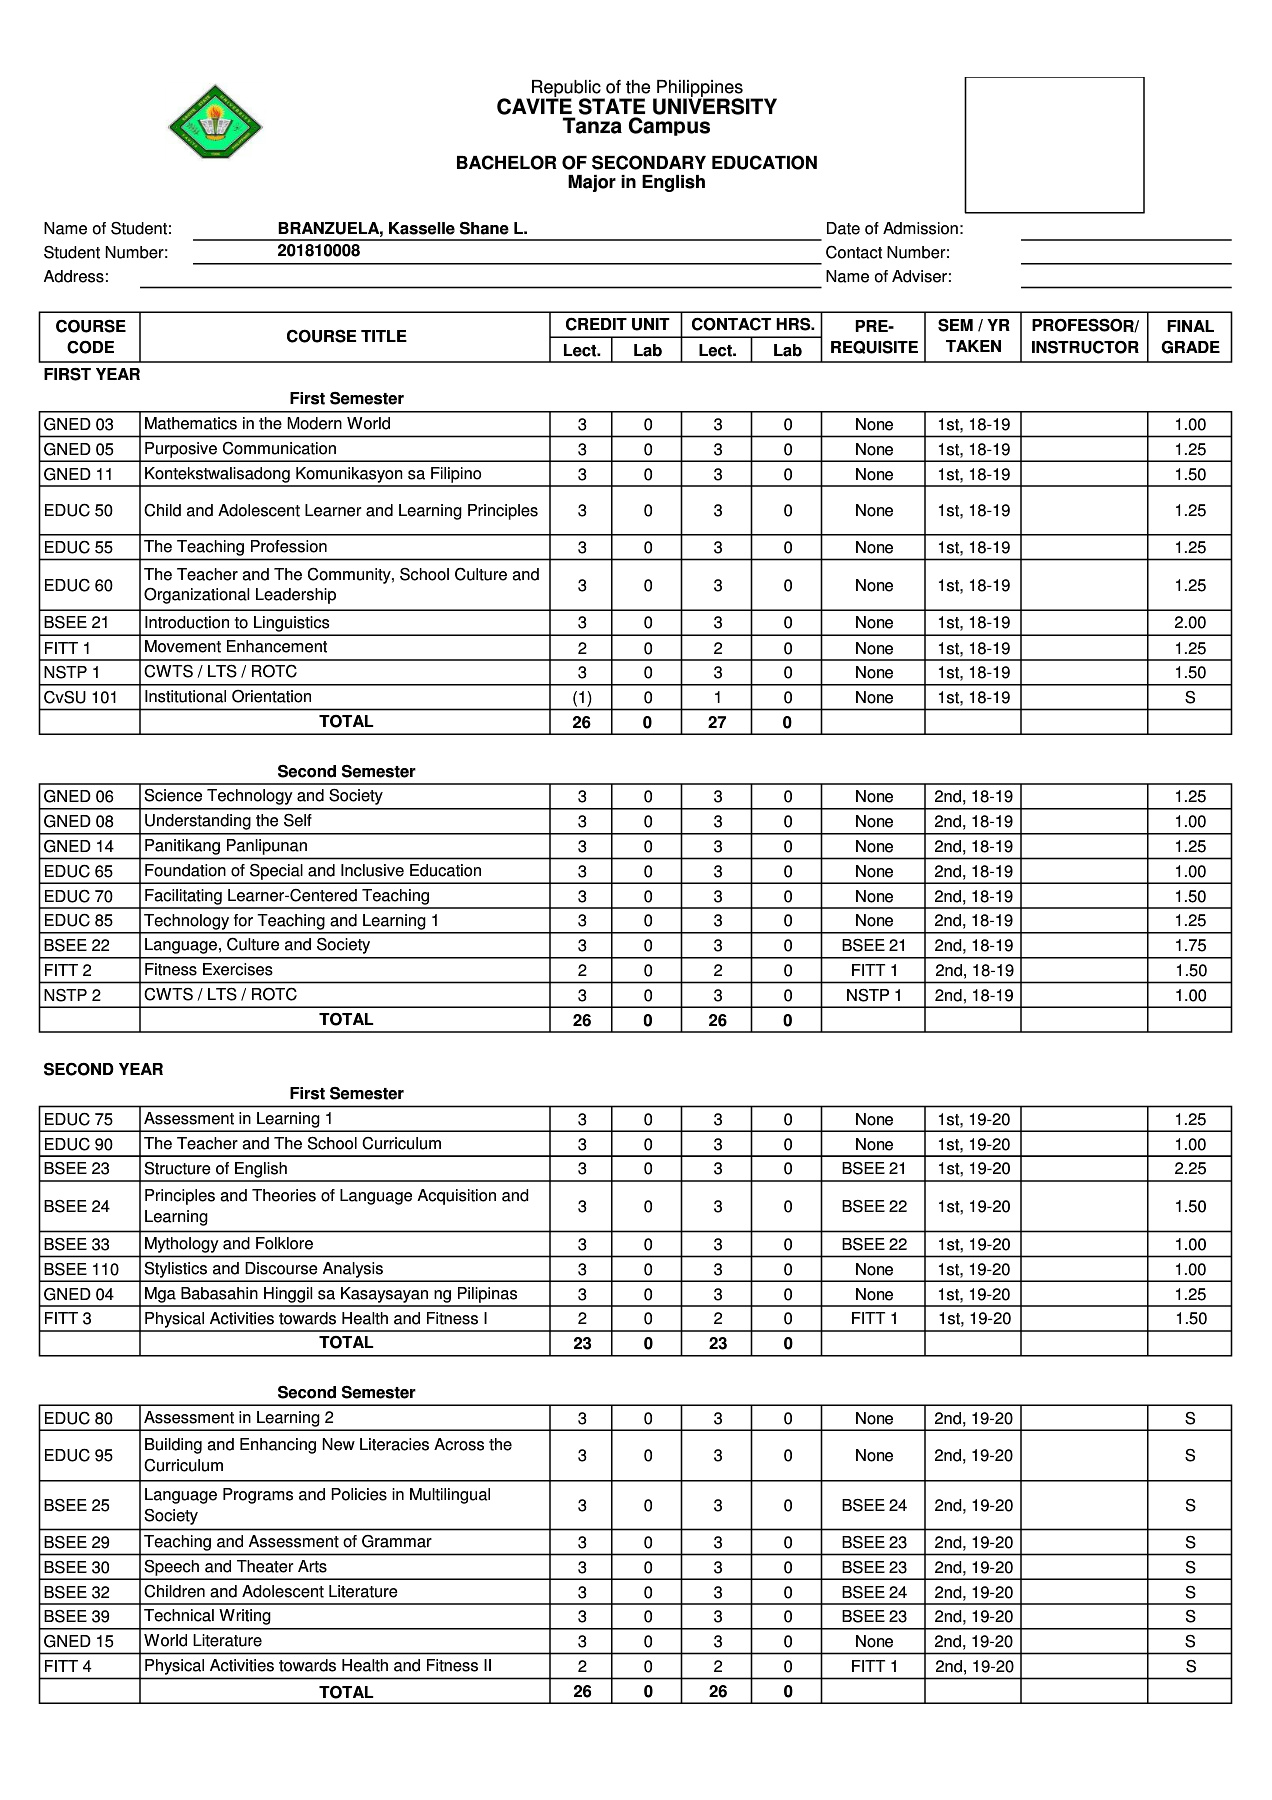 Republic of the Philippines
CAVITE STATE UNIVERSITY
Tanza Campus
BACHELOR OF SECONDARY EDUCATION
Major in English
Name of Student: BRANZUELA, Kasselle Shane L. Date of Admission:
Student Number: 201810008 Contact Number:
Address: Name of Adviser:
COURSE CODE COURSE TITLE CREDIT UNIT CONTACT HRS. PRE-REQUISITE SEM / YR TAKEN PROFESSOR/ INSTRUCTOR FINAL GRADE
Lect. Lab Lect. Lab
FIRST YEAR
First Semester
GNED 03 Mathematics in the Modern World 3 0 3 0 None 1st, 18-19 1.00
GNED 05 Purposive Communication 3 0 3 0 None 1st, 18-19 1.25
GNED 11 Kontekstwalisadong Komunikasyon sa Filipino 3 0 3 0 None 1st, 18-19 1.50
EDUC 50 Child and Adolescent Learner and Learning Principles 3 0 3 0 None 1st, 18-19 1.25
EDUC 55 The Teaching Profession 3 0 3 0 None 1st, 18-19 1.25
EDUC 60 The Teacher and The Community, School Culture and Organizational Leadership 3 0 3 0 None 1st, 18-19 1.25
BSEE 21 Introduction to Linguistics 3 0 3 0 None 1st, 18-19 2.00
FITT 1 Movement Enhancement 2 0 2 0 None 1st, 18-19 1.25
NSTP 1 CWTS / LTS / ROTC 3 0 3 0 None 1st, 18-19 1.50
CvSU 101 Institutional Orientation (1) 0 1 0 None 1st, 18-19 S
TOTAL 26 0 27 0
Second Semester
GNED 06 Science Technology and Society 3 0 3 0 None 2nd, 18-19 1.25
GNED 08 Understanding the Self 3 0 3 0 None 2nd, 18-19 1.00
GNED 14 Panitikang Panlipunan 3 0 3 0 None 2nd, 18-19 1.25
EDUC 65 Foundation of Special and Inclusive Education 3 0 3 0 None 2nd, 18-19 1.00
EDUC 70 Facilitating Learner-Centered Teaching 3 0 3 0 None 2nd, 18-19 1.50
EDUC 85 Technology for Teaching and Learning 1 3 0 3 0 None 2nd, 18-19 1.25
BSEE 22 Language, Culture and Society 3 0 3 0 BSEE 21 2nd, 18-19 1.75
FITT 2 Fitness Exercises 2 0 2 0 FITT 1 2nd, 18-19 1.50
NSTP 2 CWTS / LTS / ROTC 3 0 3 0 NSTP 1 2nd, 18-19 1.00
TOTAL 26 0 26 0
SECOND YEAR
First Semester
EDUC 75 Assessment in Learning 1 3 0 3 0 None 1st, 19-20 1.25
EDUC 90 The Teacher and The School Curriculum 3 0 3 0 None 1st, 19-20 1.00
BSEE 23 Structure of English 3 0 3 0 BSEE 21 1st, 19-20 2.25
BSEE 24 Principles and Theories of Language Acquisition and Learning 3 0 3 0 BSEE 22 1st, 19-20 1.50
BSEE 33 Mythology and Folklore 3 0 3 0 BSEE 22 1st, 19-20 1.00
BSEE 110 Stylistics and Discourse Analysis 3 0 3 0 None 1st, 19-20 1.00
GNED 04 Mga Babasahin Hinggil sa Kasaysayan ng Pilipinas 3 0 3 0 None 1st, 19-20 1.25
FITT 3 Physical Activities towards Health and Fitness I 2 0 2 0 FITT 1 1st, 19-20 1.50
TOTAL 23 0 23 0
Second Semester
EDUC 80 Assessment in Learning 2 3 0 3 0 None 2nd, 19-20 S
EDUC 95 Building and Enhancing New Literacies Across the Curriculum 3 0 3 0 None 2nd, 19-20 S
BSEE 25 Language Programs and Policies in Multilingual Society 3 0 3 0 BSEE 24 2nd, 19-20 S
BSEE 29 Teaching and Assessment of Grammar 3 0 3 0 BSEE 23 2nd, 19-20 S
BSEE 30 Speech and Theater Arts 3 0 3 0 BSEE 23 2nd, 19-20 S
BSEE 32 Children and Adolescent Literature 3 0 3 0 BSEE 24 2nd, 19-20 S
BSEE 39 Technical Writing 3 0 3 0 BSEE 23 2nd, 19-20 S
GNED 15 World Literature 3 0 3 0 None 2nd, 19-20 S
FITT 4 Physical Activities towards Health and Fitness II 2 0 2 0 FITT 1 2nd, 19-20 S
TOTAL 26 0 26 0